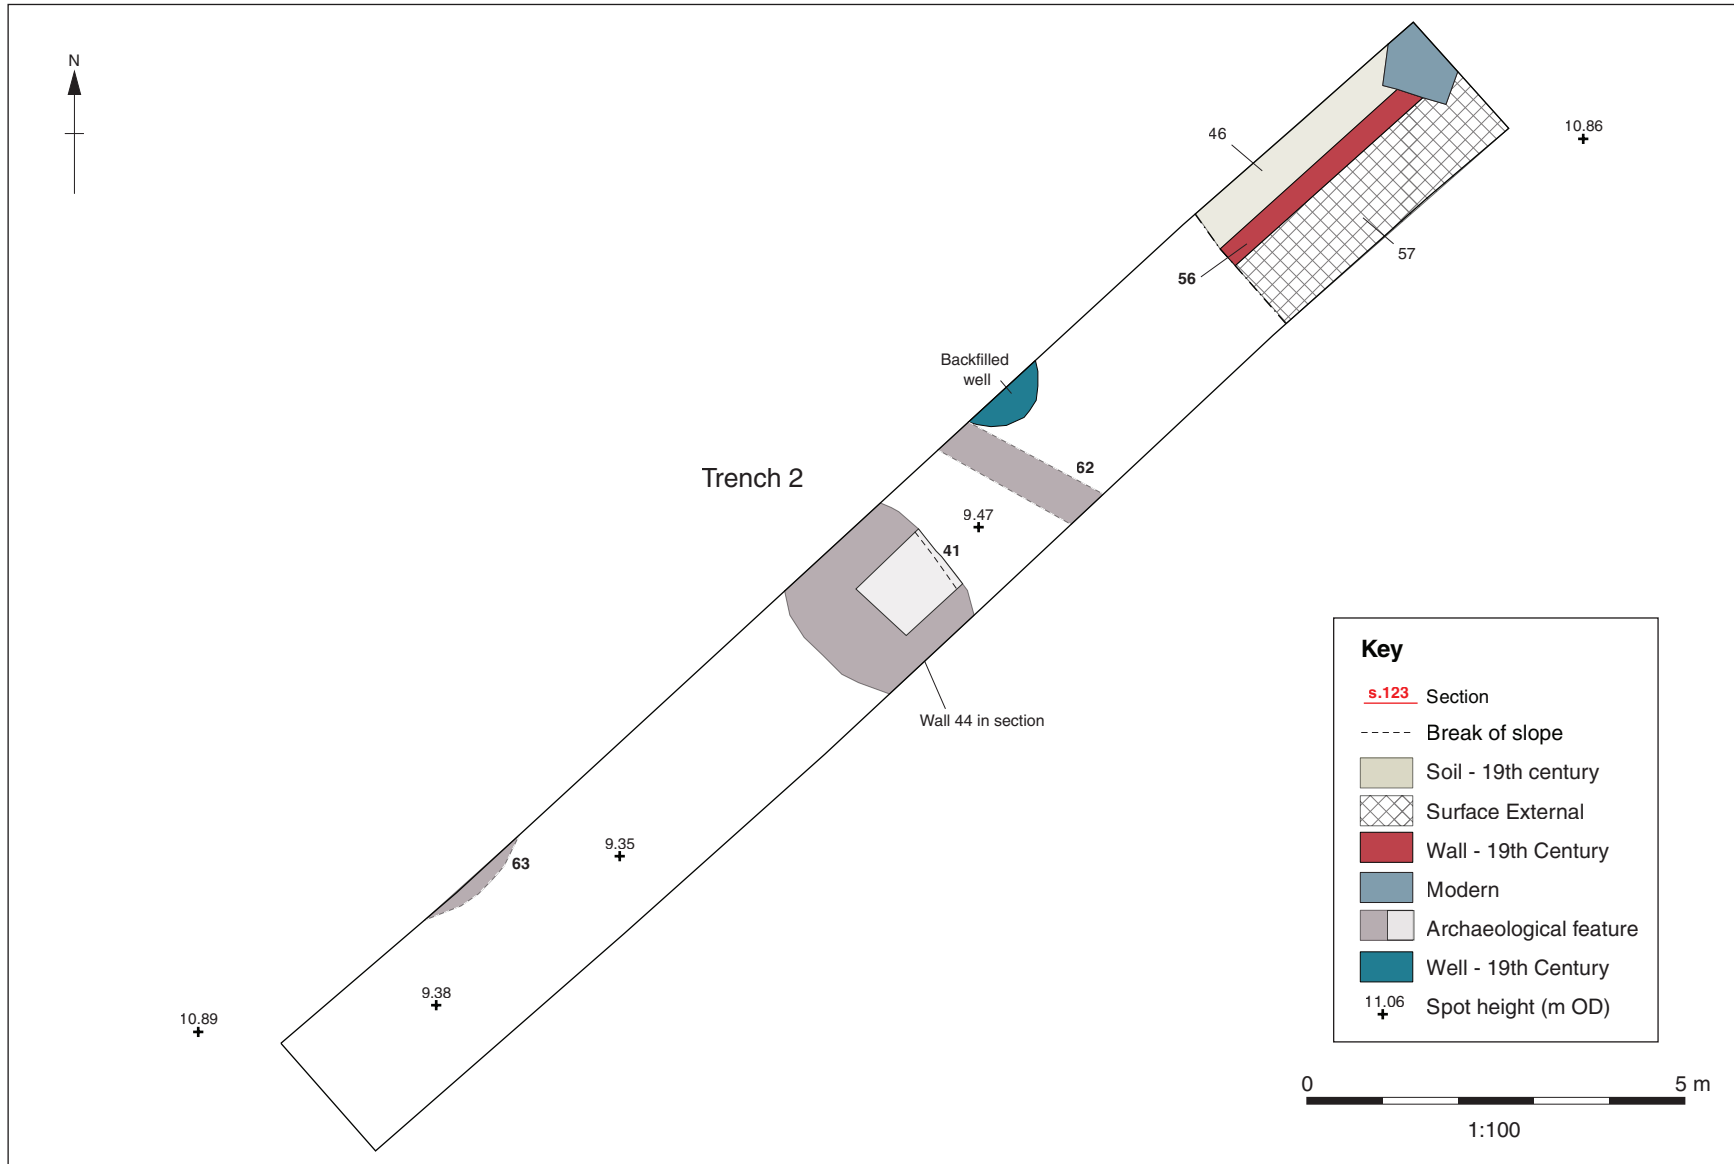 N
10.86
46
57
56
Backfilled
well
62
Trench 2
9.47
41
Wall 44 in section
9.35
63
9.38
10.89
Key
s.123 Section
Break of slope
Soil - 19th century
Surface External
Wall - 19th Century
Modern
Archaeological feature
Well - 19th Century
11.06 Spot height (m OD)
0 5 m
1:100